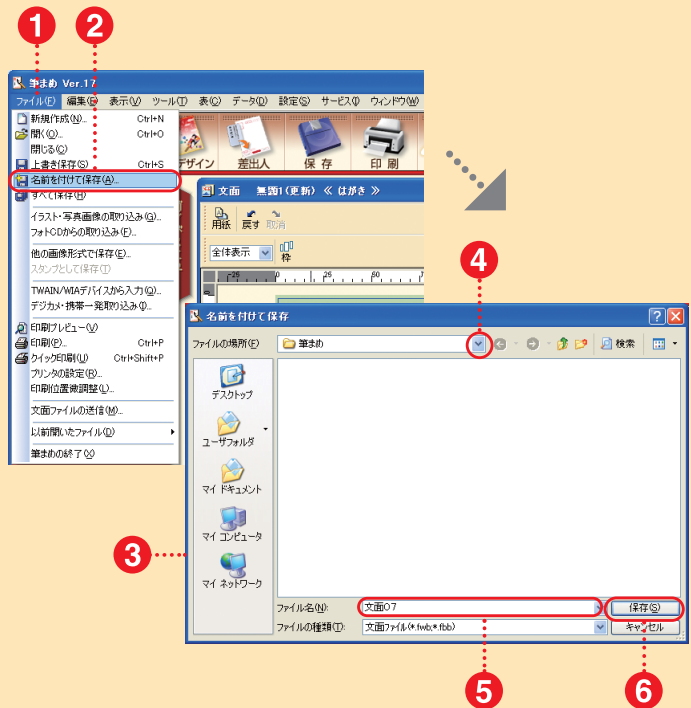 1 2
筆まめ Ver.17
ファイル(F) 編集(E) 表示(V) ツール(T) 表(C) データ(D) 設定(S) サービス(I) ウィンドウ(W)
新規作成(N)... Ctrl+N
開く(O)... Ctrl+O
閉じる(C)
上書き保存(S) Ctrl+S
名前を付けて保存(A)...
すべて保存(H)
イラスト・写真画像の取り込み(G)...
フォトCDからの取り込み(F)...
他の画像形式で保存(E)...
スタンプとして保存(T)
TWAIN/WIAデバイスから入力(Q)...
デジカメ・携帯一発取り込み(J)...
印刷プレビュー(V)
印刷(P)... Ctrl+P
クイック印刷(U) Ctrl+Shift+P
プリンタの設定(R)...
印刷位置微調整(L)...
文面ファイルの送信(M)...
以前開いたファイル(D)
筆まめの終了(X)
デザイン 差出人 保存 印刷
文面 無題1(更新) ≪ はがき ≫
用紙 戻す 取消
全体表示 枠
4
名前を付けて保存
ファイルの場所(F) 筆まめ 検索
デスクトップ
ユーザフォルダ
マイ ドキュメント
マイ コンピュータ
マイ ネットワーク
3
ファイル名(N): 文面07 保存(S)
ファイルの種類(T): 文面ファイル(*.fwb;*.fbb) キャンセル
5 6